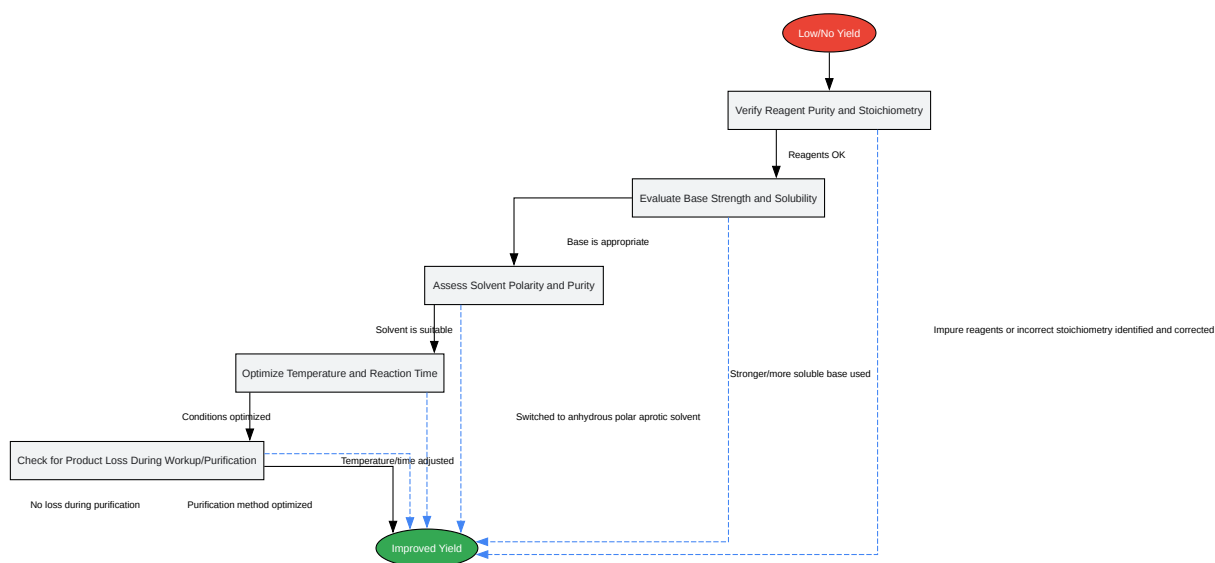 Low/No Yield
Verify Reagent Purity and Stoichiometry
Reagents OK
Evaluate Base Strength and Solubility
Base is appropriate
Assess Solvent Polarity and Purity
Solvent is suitable
Impure reagents or incorrect stoichiometry identified and corrected
Optimize Temperature and Reaction Time
Stronger/more soluble base used
Conditions optimized
Switched to anhydrous polar aprotic solvent
Check for Product Loss During Workup/Purification
Temperature/time adjusted
No loss during purification
Purification method optimized
Improved Yield